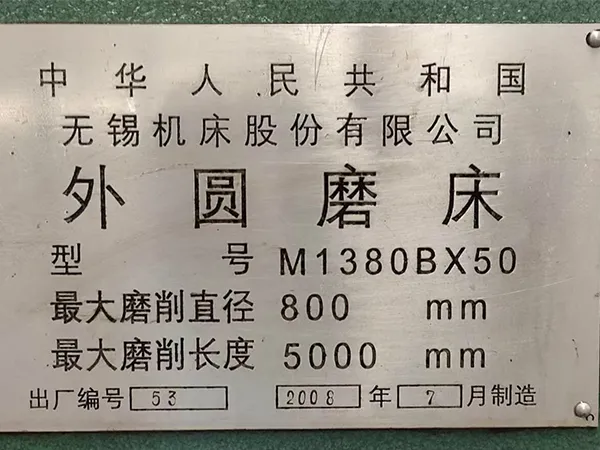 中华人民共和国
无锡机床股份有限公司
外圆磨床
型号 M1380BX50
最大磨削直径 800 mm
最大磨削长度 5000 mm
出厂编号 53 2008 年 7 月制造